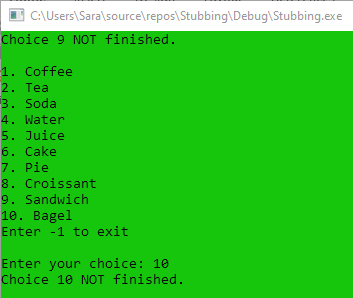 C:\Users\Sara\source\repos\Stubbing\Debug\Stubbing.exe
Choice 9 NOT finished.
1. Coffee
2. Tea
3. Soda
4. Water
5. Juice
6. Cake
7. Pie
8. Croissant
9. Sandwich
10. Bagel
Enter -1 to exit
Enter your choice: 10
Choice 10 NOT finished.